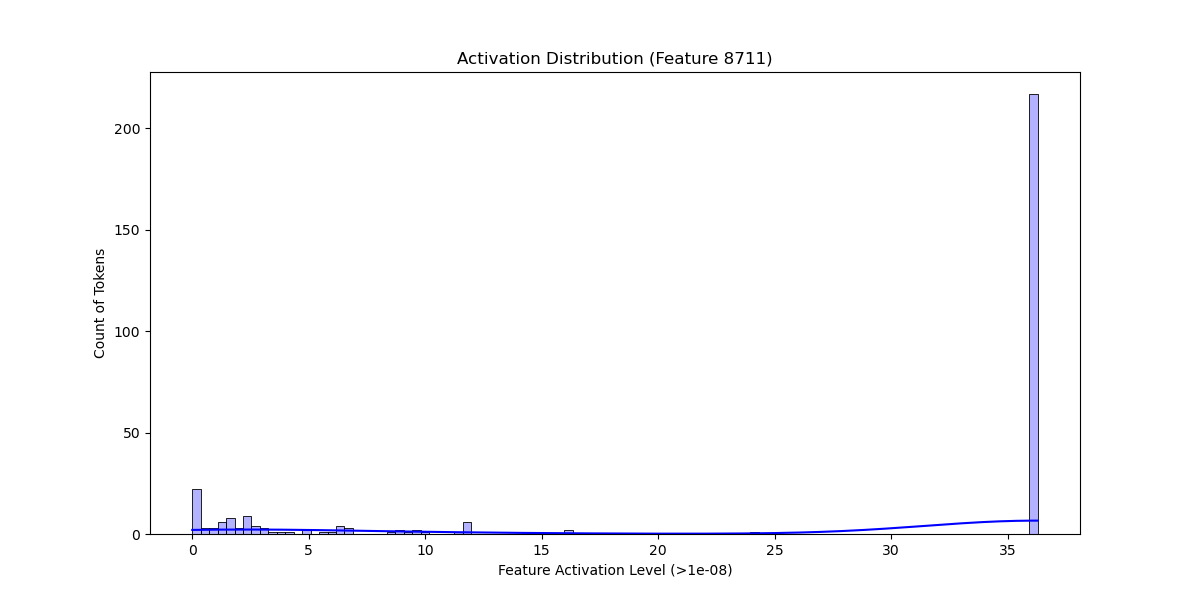 Activation Distribution (Feature 8711)
Count of Tokens
200
150
100
50
0
0 5 10 15 20 25 30 35
Feature Activation Level (>1e-08)